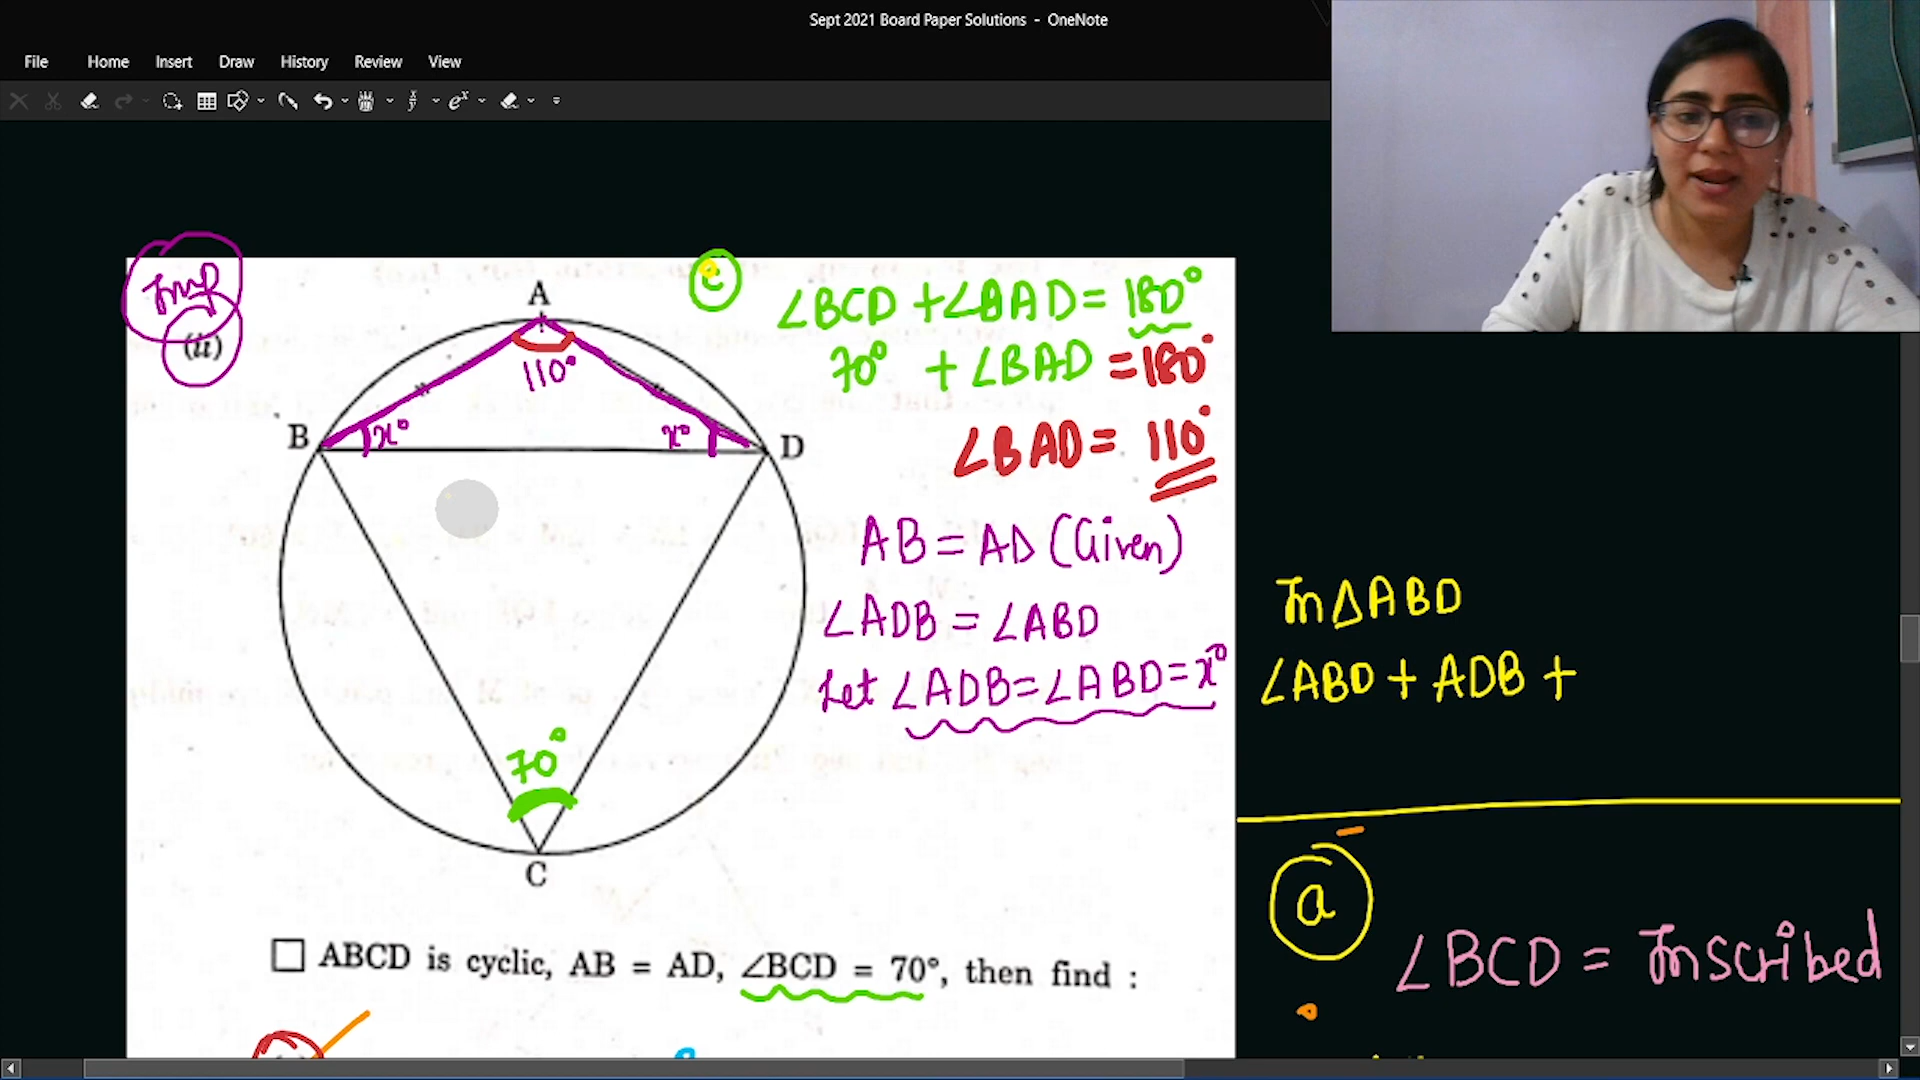 Sept 2021 Board Paper Solutions - OneNote
File Home Insert Draw History Review View
Imp
(ii)
A
110°
B
x°
x°
D
70°
C
c
∠BCD + ∠BAD = 180°
70° + ∠BAD = 180°
∠BAD = 110°
AB = AD (Given)
∠ADB = ∠ABD
Let ∠ADB = ∠ABD = x°
In △ABD
∠ABD + ADB +
a
∠BCD = Inscribed
□ ABCD is cyclic, AB = AD, ∠BCD = 70°, then find :